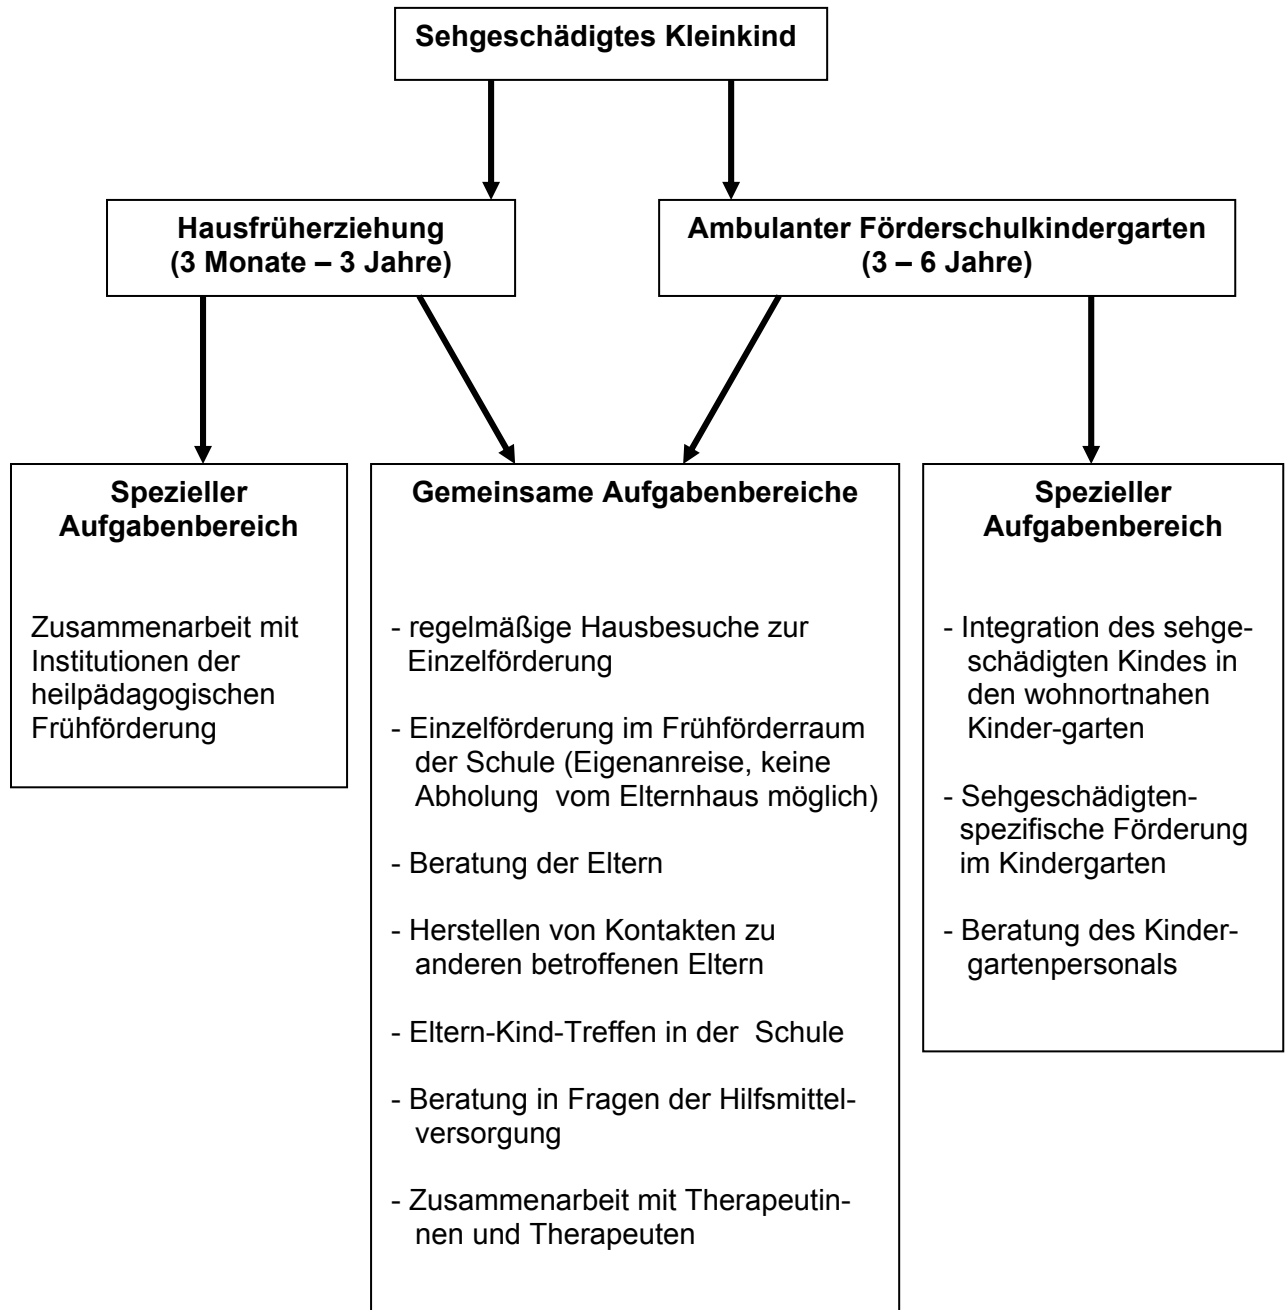 Sehgeschädigtes Kleinkind
Hausfrüherziehung
(3 Monate – 3 Jahre)
Ambulanter Förderschulkindergarten
(3 – 6 Jahre)
Spezieller
Aufgabenbereich
Zusammenarbeit mit
Institutionen der
heilpädagogischen
Frühförderung
Gemeinsame Aufgabenbereiche
- regelmäßige Hausbesuche zur
Einzelförderung
- Einzelförderung im Frühförderraum
der Schule (Eigenanreise, keine
Abholung  vom Elternhaus möglich)
- Beratung der Eltern
- Herstellen von Kontakten zu
anderen betroffenen Eltern
- Eltern-Kind-Treffen in der  Schule
- Beratung in Fragen der Hilfsmittel-
versorgung
- Zusammenarbeit mit Therapeutin-
nen und Therapeuten
Spezieller
Aufgabenbereich
- Integration des sehge-
schädigten Kindes in
den wohnortnahen
Kinder-garten
- Sehgeschädigten-
spezifische Förderung
im Kindergarten
- Beratung des Kinder-
gartenpersonals